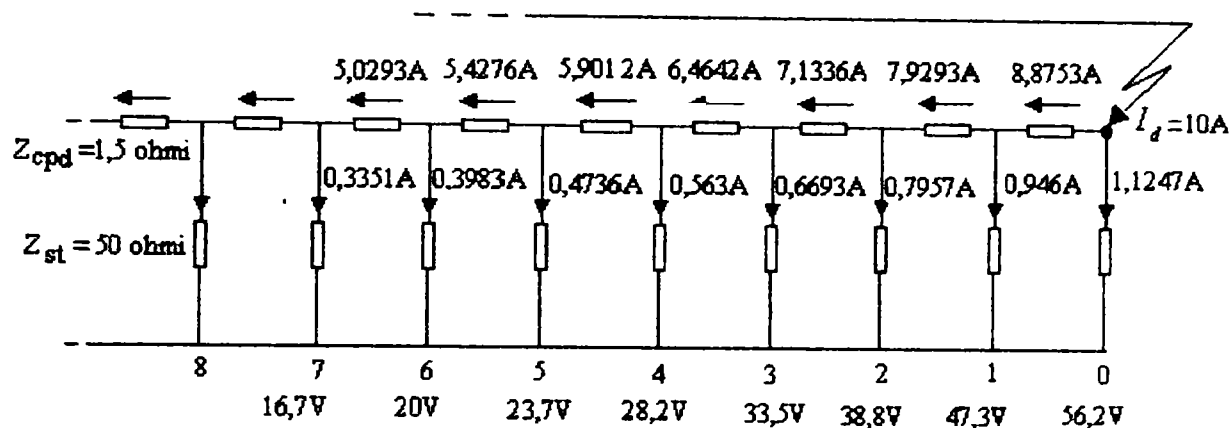 5,0293A 5,4276A 5,9012A 6,4642A 7,1336A 7,9293A 8,8753A
I_d =10A
Z_cpd =1,5 ohmi
0,3351A 0,3983A 0,4736A 0,563A 0,6693A 0,7957A 0,946A 1,1247A
Z_st = 50 ohmi
8 7 6 5 4 3 2 1 0
16,7V 20V 23,7V 28,2V 33,5V 38,8V 47,3V 56,2V